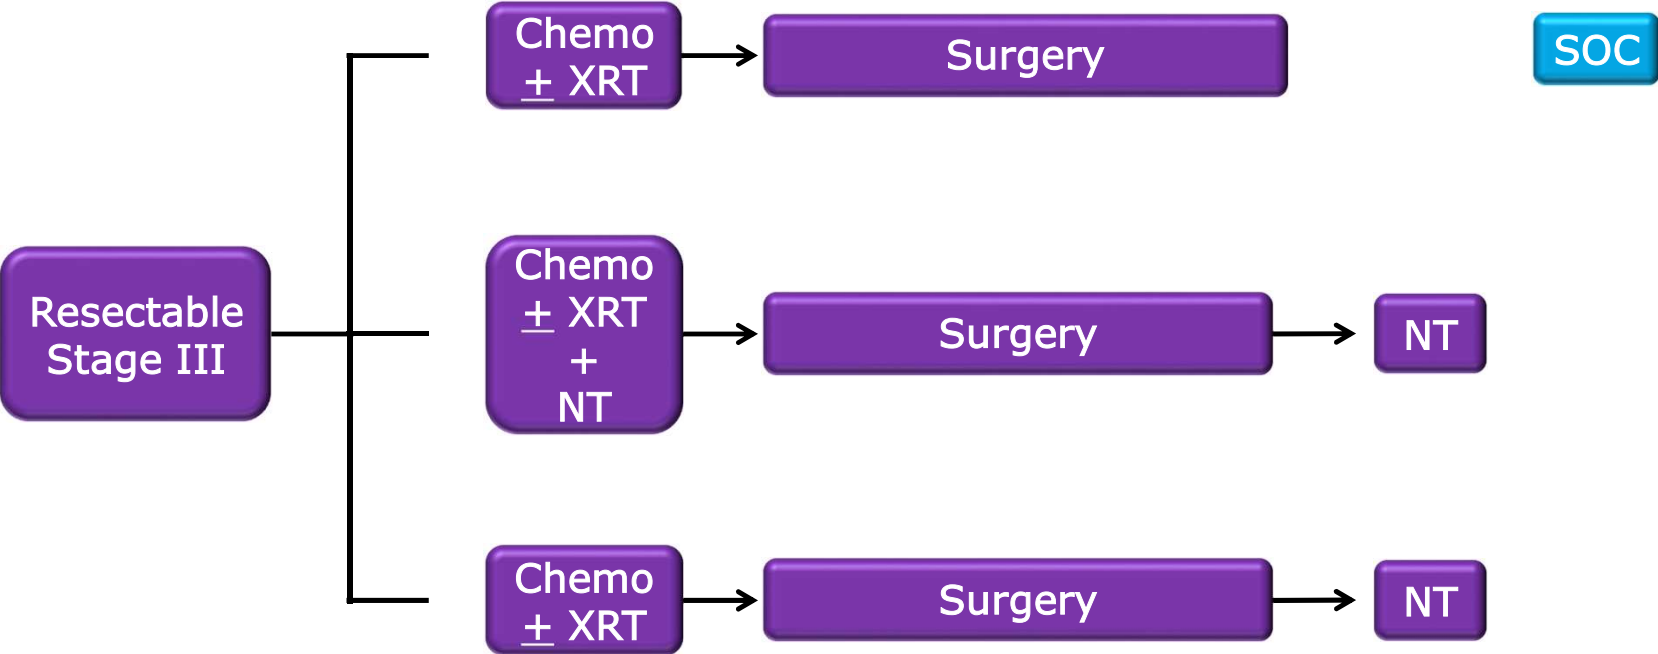 Chemo
± XRT
Surgery
SOC
Resectable
Stage III
Chemo
± XRT
+
NT
Surgery
NT
Chemo
± XRT
Surgery
NT